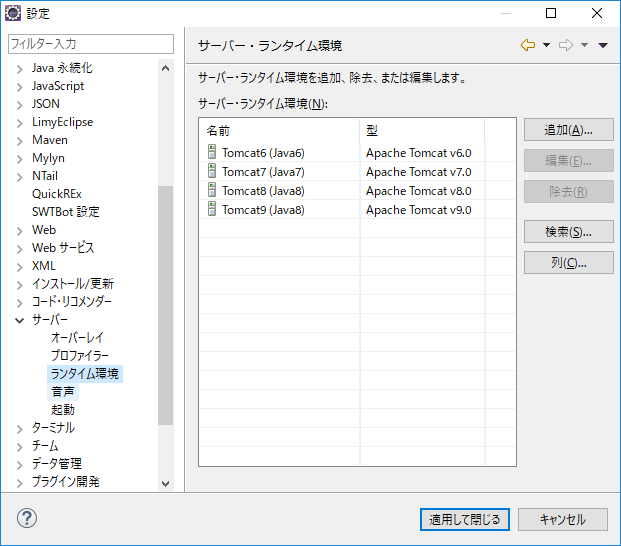 設定
フィルター入力
Java 永続化
JavaScript
JSON
LimyEclipse
Maven
Mylyn
NTail
QuickREx
SWTBot 設定
Web
Web サービス
XML
インストール/更新
コード・リコメンダー
サーバー
オーバーレイ
プロファイラー
ランタイム環境
音声
起動
ターミナル
チーム
データ管理
プラグイン開発
サーバー・ランタイム環境
サーバー・ランタイム環境を追加、除去、または編集します。
サーバー・ランタイム環境(N):
名前 型
Tomcat6 (Java6) Apache Tomcat v6.0
Tomcat7 (Java7) Apache Tomcat v7.0
Tomcat8 (Java8) Apache Tomcat v8.0
Tomcat9 (Java8) Apache Tomcat v9.0
追加(A)...
編集(E)...
除去(R)
検索(S)...
列(C)...
?
適用して閉じる
キャンセル